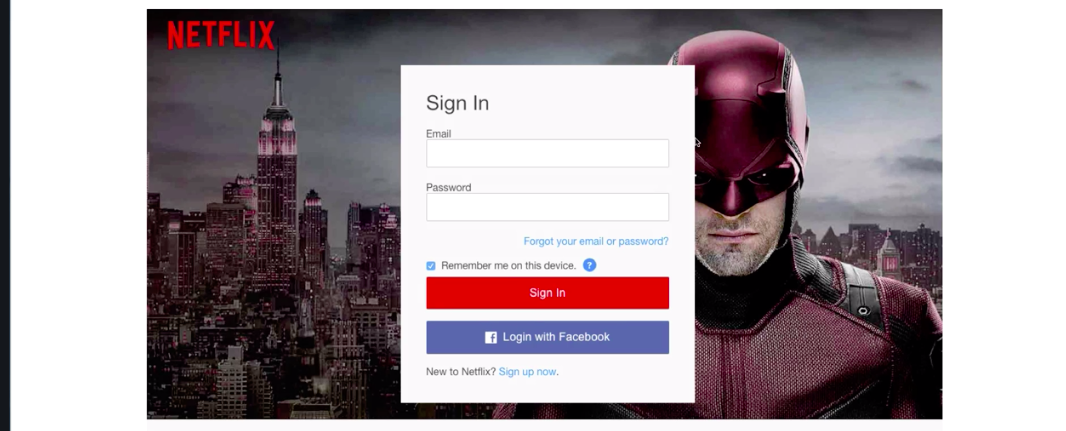 NETFLIX
Sign In
Email
Password
Forgot your email or password?
Remember me on this device. ?
Sign In
f Login with Facebook
New to Netflix? Sign up now.